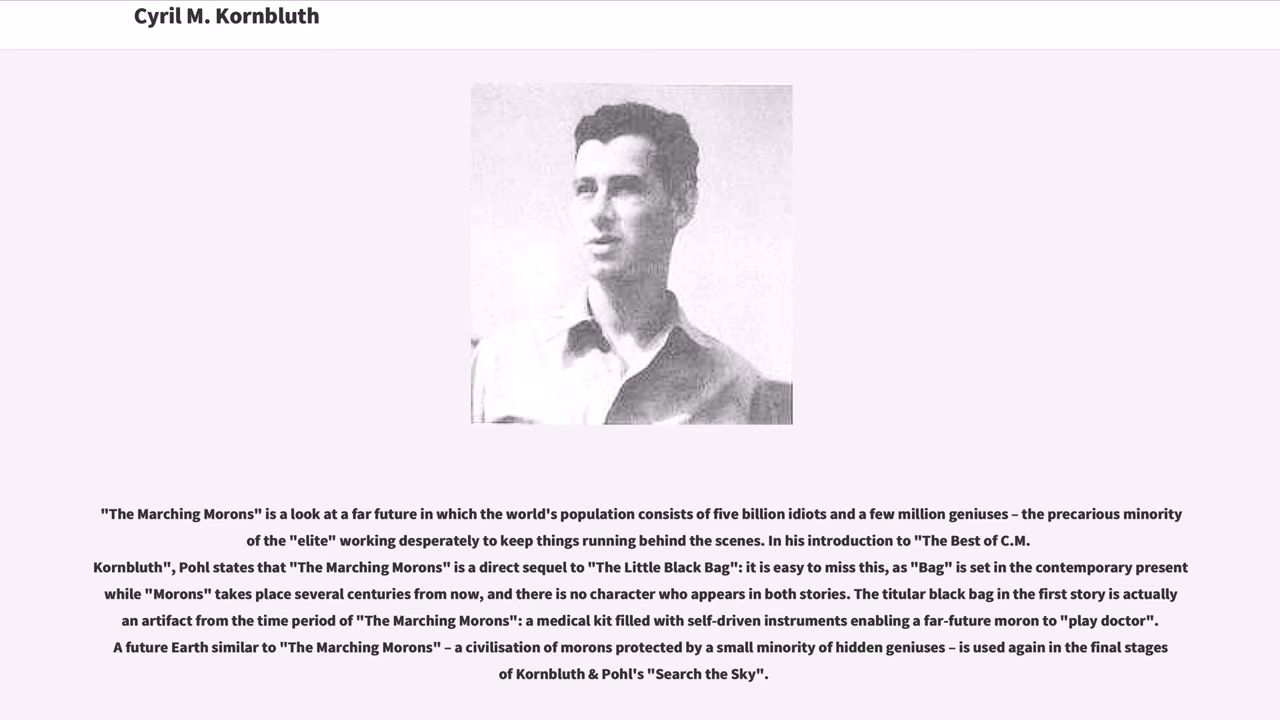 Cyril M. Kornbluth
"The Marching Morons" is a look at a far future in which the world's population consists of five billion idiots and a few million geniuses – the precarious minority
of the "elite" working desperately to keep things running behind the scenes. In his introduction to "The Best of C.M.
Kornbluth", Pohl states that "The Marching Morons" is a direct sequel to "The Little Black Bag": it is easy to miss this, as "Bag" is set in the contemporary present
while "Morons" takes place several centuries from now, and there is no character who appears in both stories. The titular black bag in the first story is actually
an artifact from the time period of "The Marching Morons": a medical kit filled with self-driven instruments enabling a far-future moron to "play doctor".
A future Earth similar to "The Marching Morons" – a civilisation of morons protected by a small minority of hidden geniuses – is used again in the final stages
of Kornbluth & Pohl's "Search the Sky".